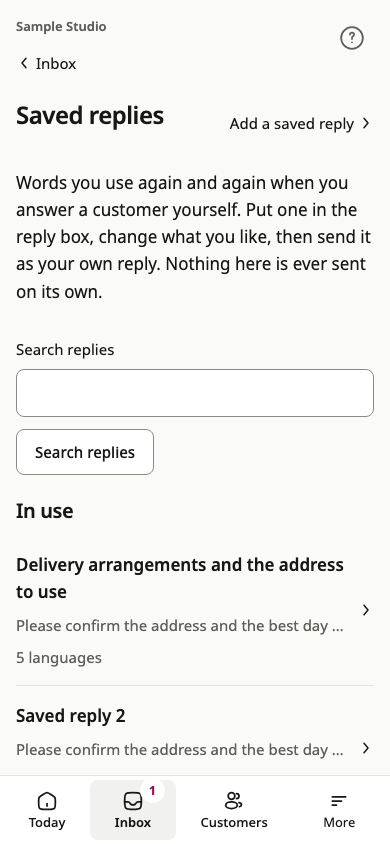 Sample Studio
Inbox
Saved replies
Add a saved reply
Words you use again and again when you
answer a customer yourself. Put one in the
reply box, change what you like, then send it
as your own reply. Nothing here is ever sent
on its own.
Search replies
Search replies
In use
Delivery arrangements and the address
to use
Please confirm the address and the best day ...
5 languages
Saved reply 2
Please confirm the address and the best day ...
1
Today
Inbox
Customers
More